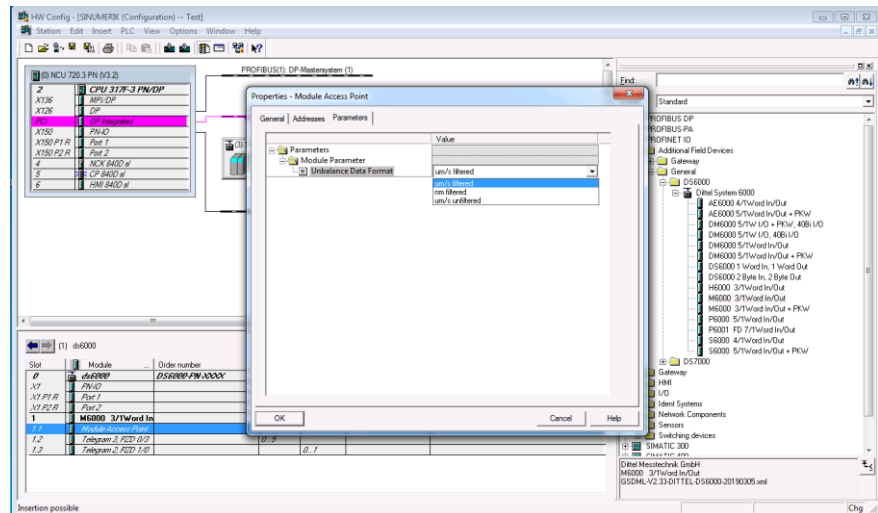 HW Config - [SINUMERIK (Configuration) -- Test]
Station Edit Insert PLC View Options Window Help
(0) NCU 720.3 PN (V3.2)
2 CPU 317F-3 PN/DP
X136 MPI/DP
X126 DP
PCI DP Integrated
X150 PN-IO
X150 P1 R Port 1
X150 P2 R Port 2
4 NCK 840D sl
5 CP 840D sl
6 HMI 840D sl
PROFIBUS(1): DP-Mastersystem (1)
(3)
Properties - Module Access Point
General Addresses Parameters
Value
Parameters
Module Parameter
Unbalance Data Format um/s filtered
um/s filtered
nm filtered
um/s unfiltered
OK Cancel Help
Find:
Standard
PROFIBUS DP
PROFIBUS-PA
PROFINET IO
Additional Field Devices
Gateway
General
DS6000
Dittel System 6000
AE6000 4/1Word In/Out
AE6000 5/1Word In/Out + PKW
DM6000 5/1W I/O + PKW, 40Bi I/O
DM6000 5/1W I/O, 40Bi I/O
DM6000 5/1Word In/Out
DM6000 5/1Word In/Out + PKW
DS6000 1 Word In, 1 Word Out
DS6000 2 Byte In, 2 Byte Out
H6000 3/1Word In/Out
M6000 3/1Word In/Out
M6000 3/1Word In/Out + PKW
P6000 5/1Word In/Out
P6001 FD 7/1Word In/Out
S6000 4/1Word In/Out
S6000 5/1Word In/Out + PKW
DS7000
Gateway
HMI
I/O
Ident Systems
Network Components
Sensors
Switching devices
SIMATIC 300
SIMATIC 400
(1) ds6000
Slot Module ... Order number
0 ds6000 DS6000-PN-XXXX
X1 PN-IO
X1 P1 R Port 1
X1 P2 R Port 2
1 M6000 3/1Word In
1.1 Module Access Point
1.2 Telegram 3, PZD 0/3 0...5
1.3 Telegram 2, PZD 1/0 0...1
Dittel Messtechnik GmbH
M6000 3/1Word In/Out
GSDML-V2.33-DITTEL-DS6000-20190305.xml
Insertion possible Chg